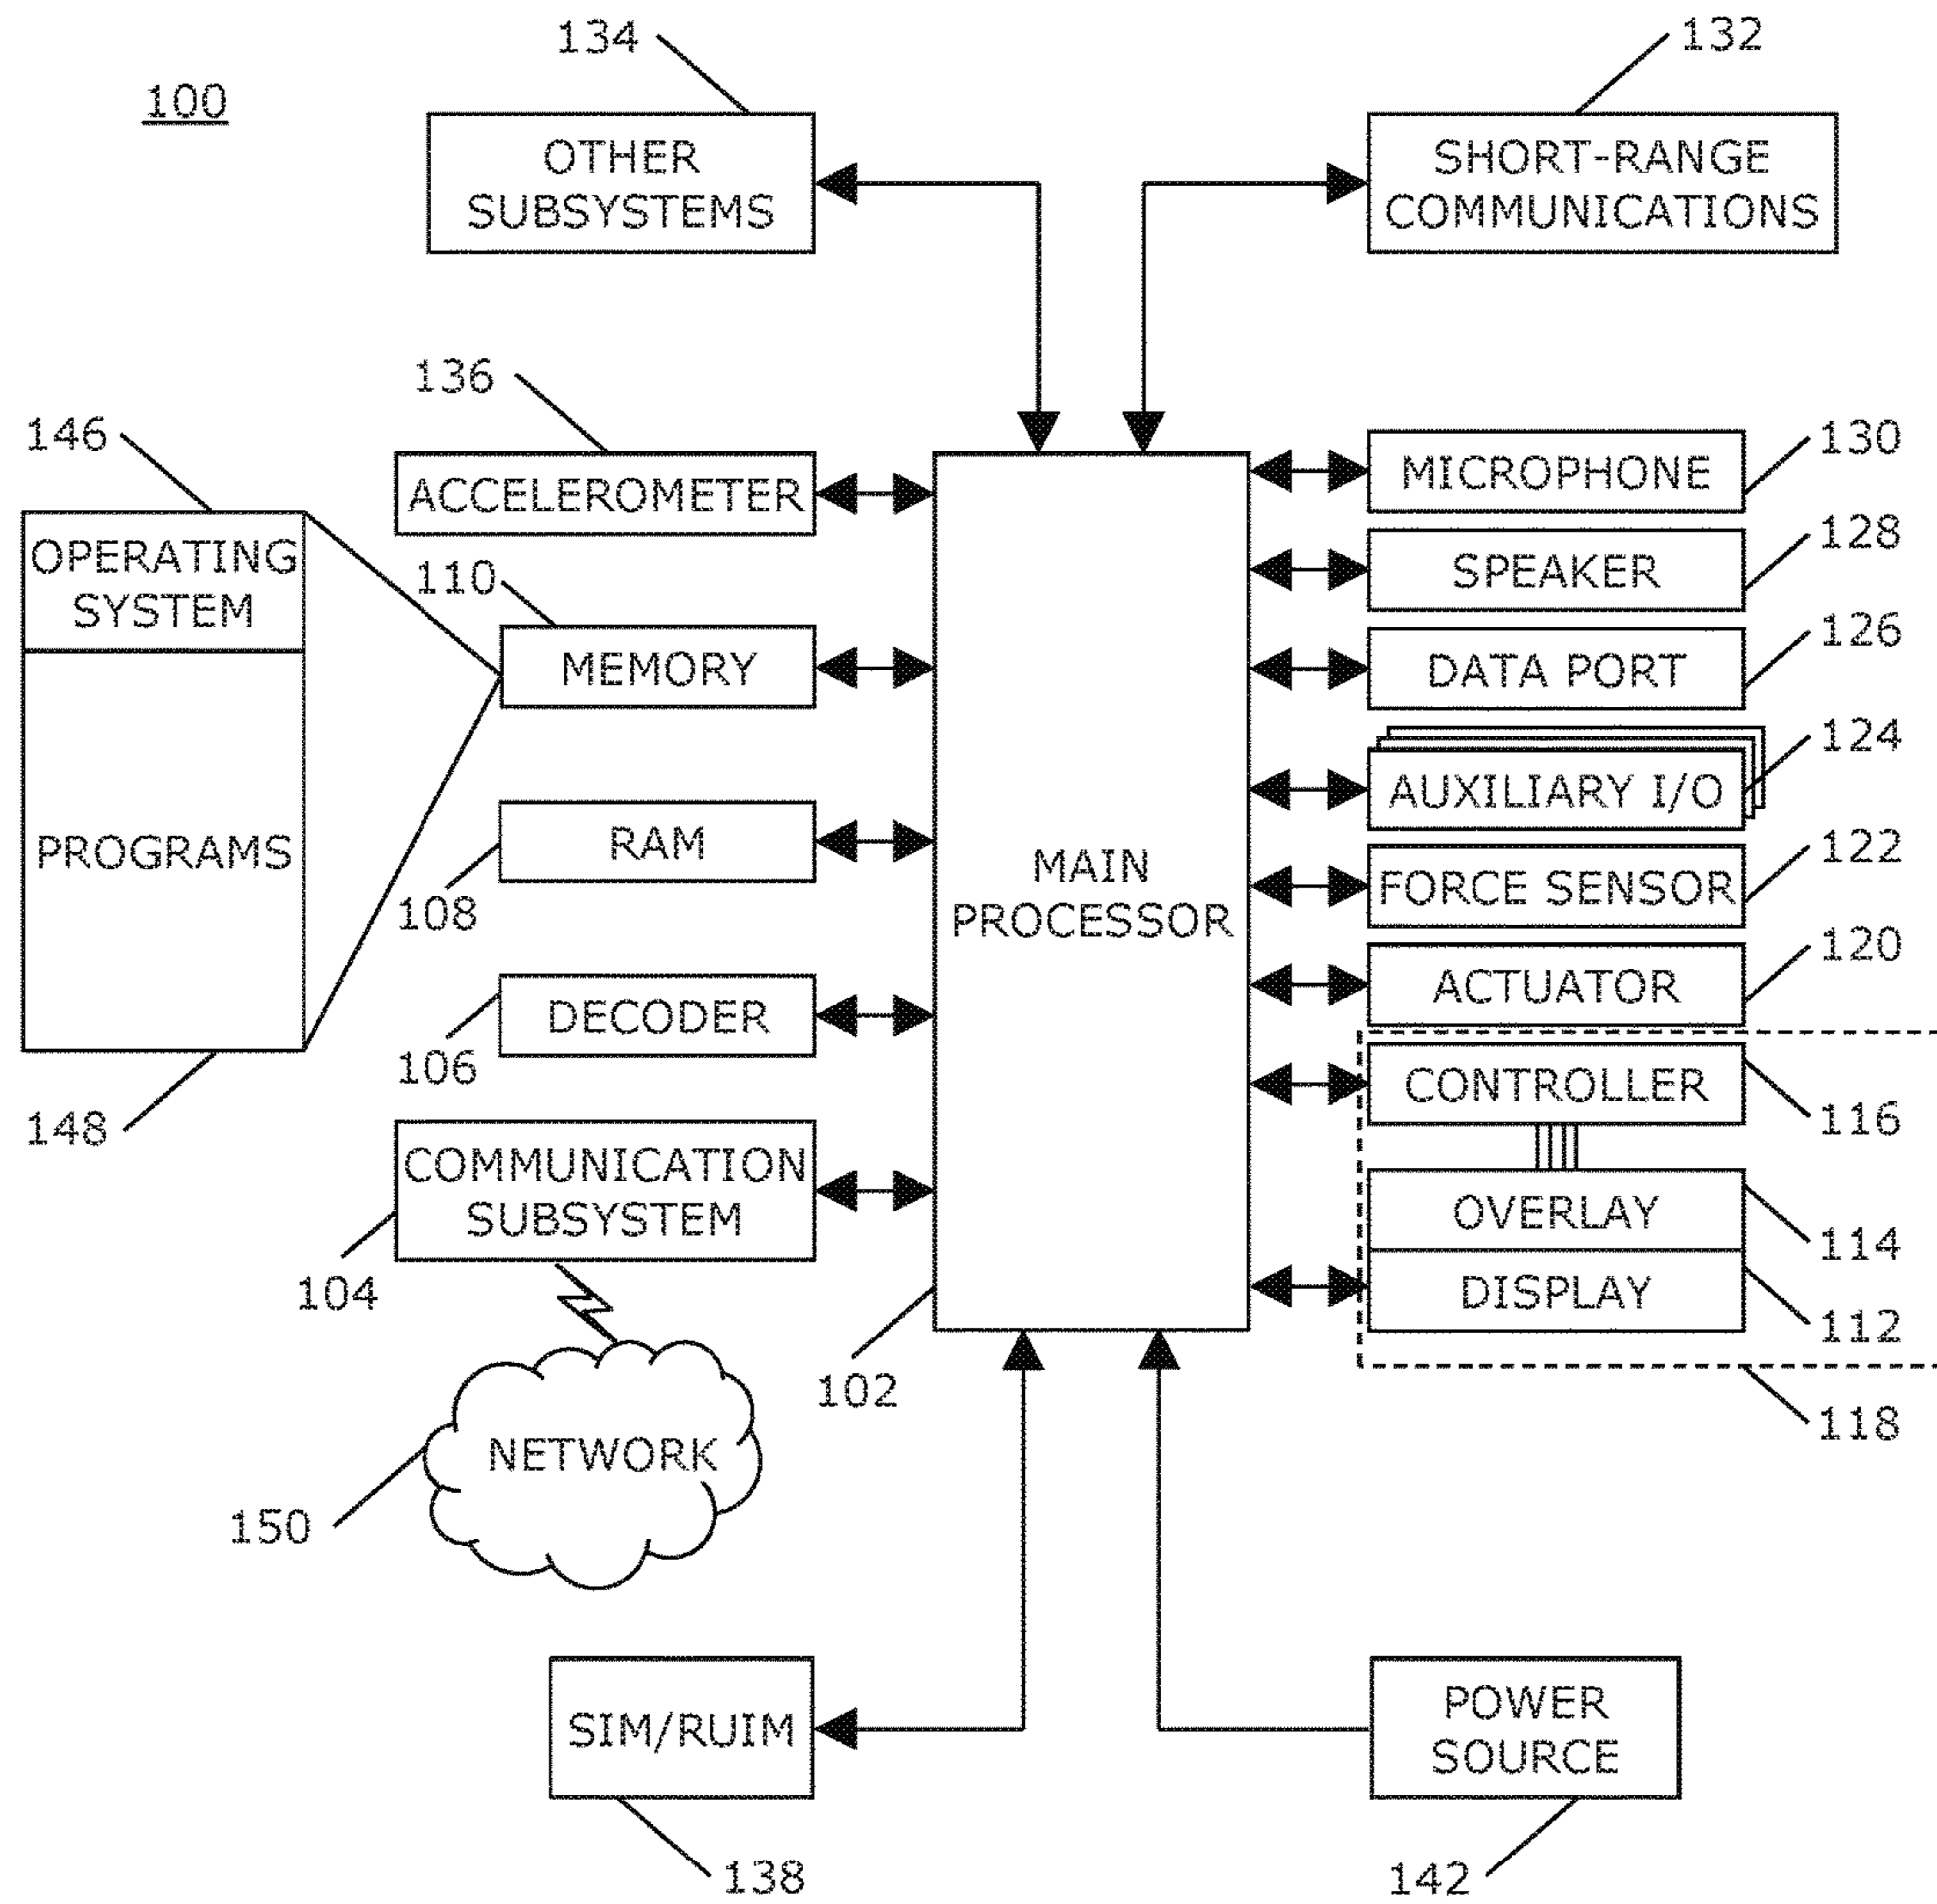 134
132
100
OTHER
SUBSYSTEMS
SHORT-RANGE
COMMUNICATIONS
136
146
130
ACCELEROMETER
MICROPHONE
OPERATING
SYSTEM
110
128
SPEAKER
126
MEMORY
DATA PORT
124
AUXILIARY I/O
PROGRAMS
RAM
108
MAIN
PROCESSOR
122
FORCE SENSOR
120
ACTUATOR
DECODER
106
CONTROLLER
116
148
COMMUNICATION
SUBSYSTEM
104
OVERLAY
114
DISPLAY
112
102
118
NETWORK
150
SIM/RUIM
POWER
SOURCE
138
142